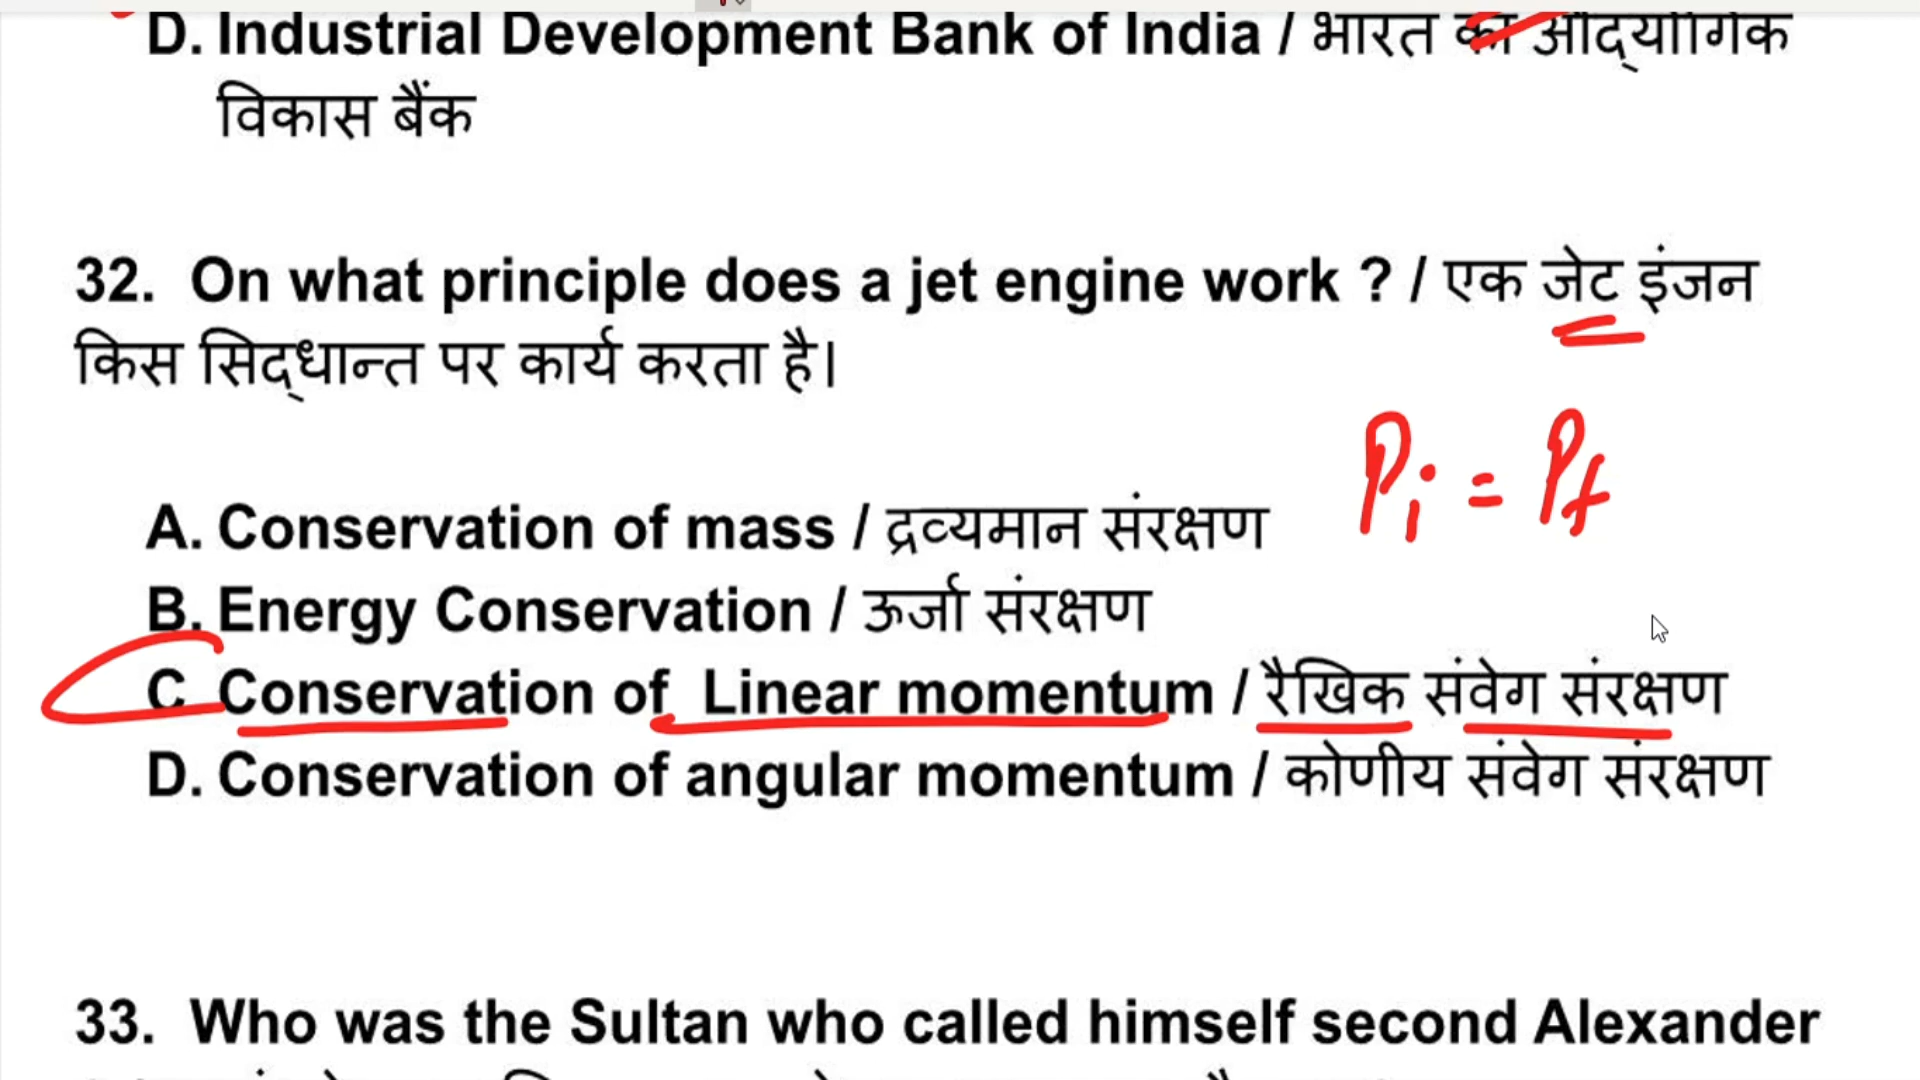 D. Industrial Development Bank of India / भारत का औद्योगिक
विकास बैंक
32. On what principle does a jet engine work ? / एक जेट इंजन
किस सिद्धान्त पर कार्य करता है।
Pi = Pf
A. Conservation of mass / द्रव्यमान संरक्षण
B. Energy Conservation / ऊर्जा संरक्षण
C Conservation of Linear momentum / रैखिक संवेग संरक्षण
D. Conservation of angular momentum / कोणीय संवेग संरक्षण
33. Who was the Sultan who called himself second Alexander